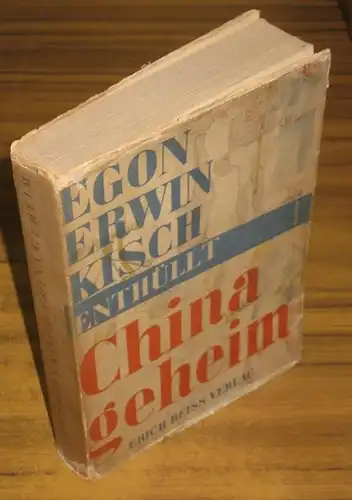 EGON
ERWIN
KISCH
ENTHÜLLT
China
geheim
ERICH REISS VERLAG